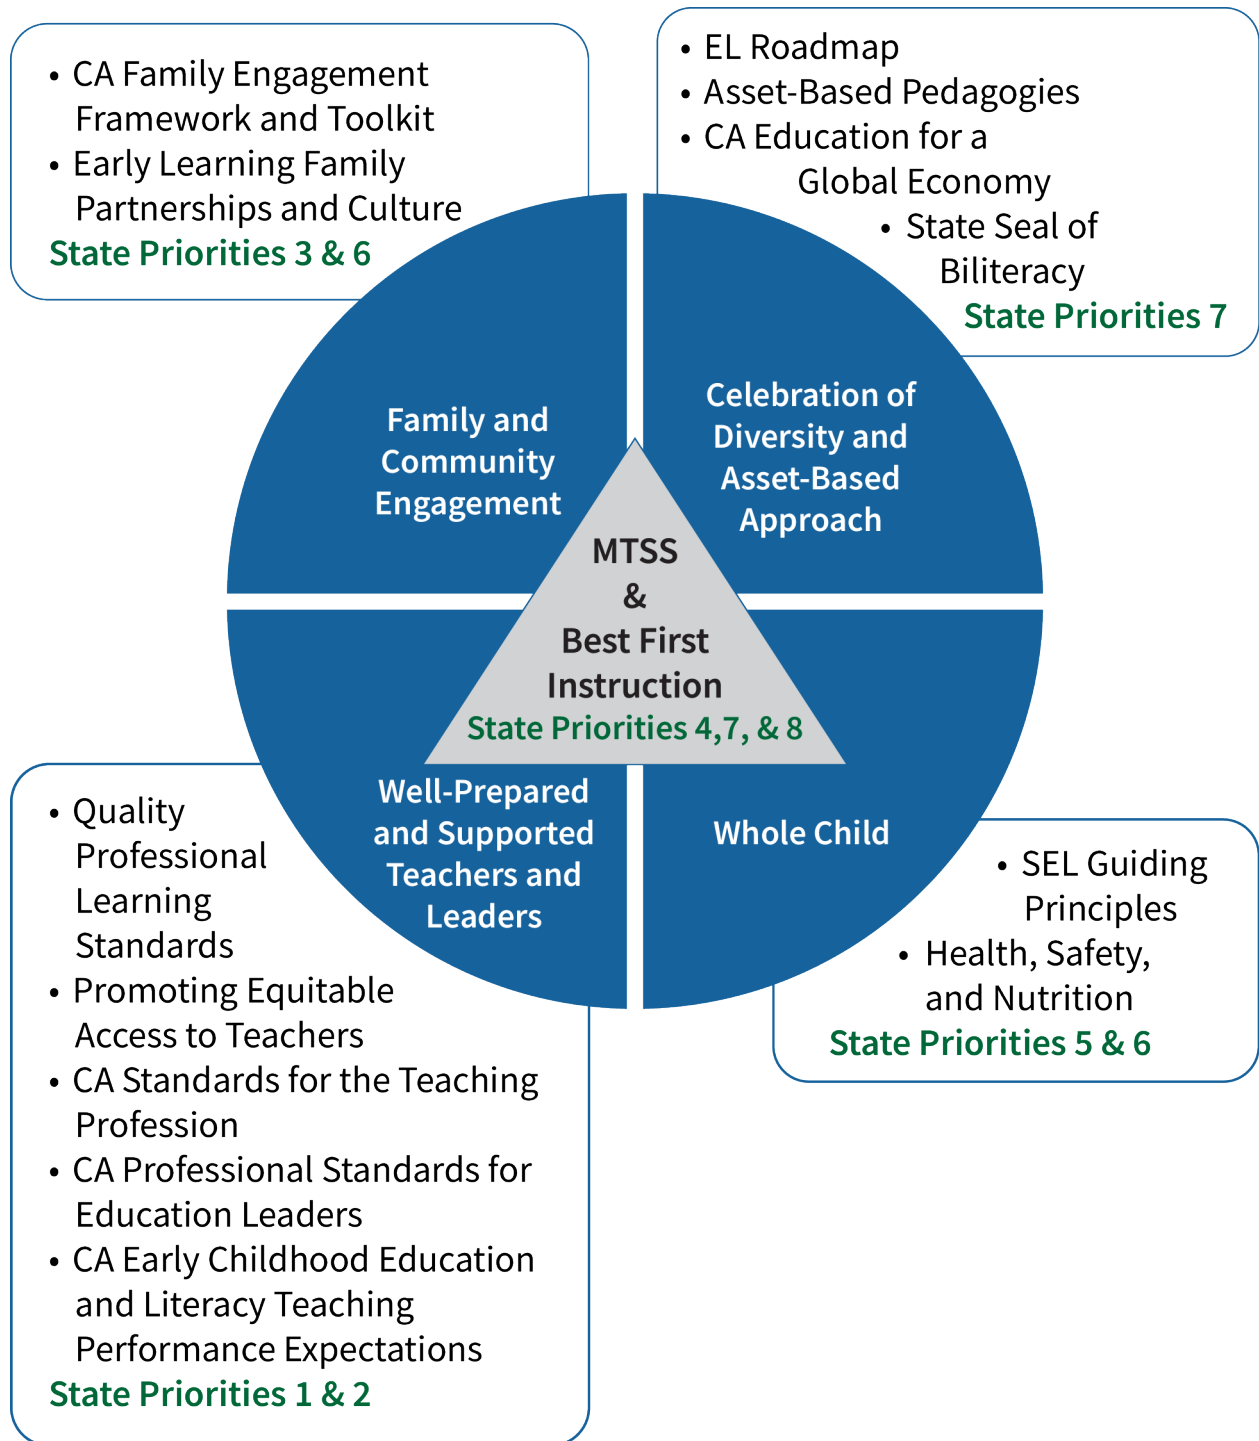 • CA Family Engagement
Framework and Toolkit
• Early Learning Family
Partnerships and Culture
State Priorities 3 & 6
• EL Roadmap
• Asset-Based Pedagogies
• CA Education for a
Global Economy
• State Seal of
Biliteracy
State Priorities 7
Family and
Community
Engagement
Celebration of
Diversity and
Asset-Based
Approach
MTSS
&
Best First
Instruction
State Priorities 4,7, & 8
Well-Prepared
and Supported
Teachers and
Leaders
Whole Child
• Quality
Professional
Learning
Standards
• Promoting Equitable
Access to Teachers
• CA Standards for the Teaching
Profession
• CA Professional Standards for
Education Leaders
• CA Early Childhood Education
and Literacy Teaching
Performance Expectations
State Priorities 1 & 2
• SEL Guiding
Principles
• Health, Safety,
and Nutrition
State Priorities 5 & 6